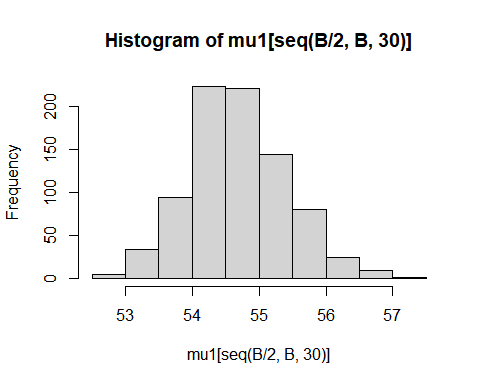 Histogram of mu1[seq(B/2, B, 30)]
Frequency
200
150
100
50
0
53 54 55 56 57
mu1[seq(B/2, B, 30)]